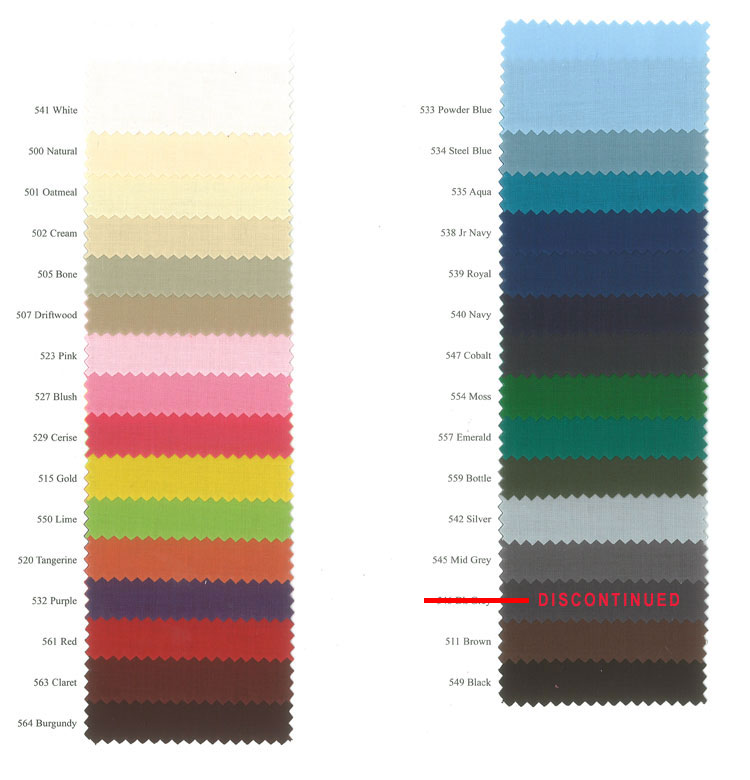 541 White
500 Natural
501 Oatmeal
502 Cream
505 Bone
507 Driftwood
523 Pink
527 Blush
529 Cerise
515 Gold
550 Lime
520 Tangerine
532 Purple
561 Red
563 Claret
564 Burgundy
533 Powder Blue
534 Steel Blue
535 Aqua
538 Jr Navy
539 Royal
540 Navy
547 Cobalt
554 Moss
557 Emerald
559 Bottle
542 Silver
545 Mid Grey
DISCONTINUED
511 Brown
549 Black